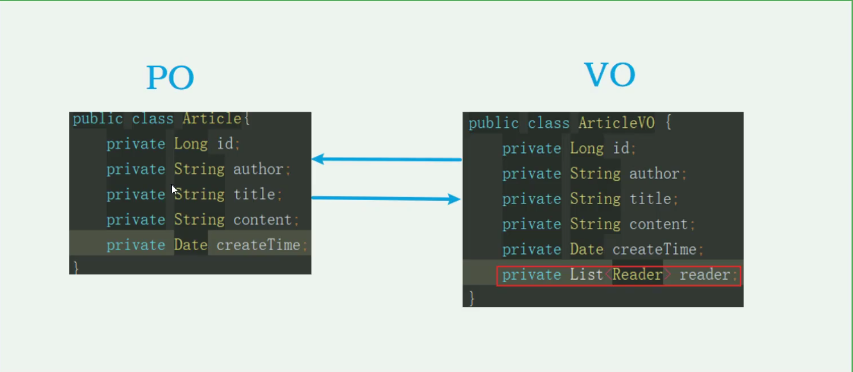 PO
public class Article{
private Long id;
private String author;
private String title;
private String content;
private Date createTime;
}
VO
public class ArticleVO {
private Long id;
private String author;
private String title;
private String content;
private Date createTime;
private List<Reader> reader;
}